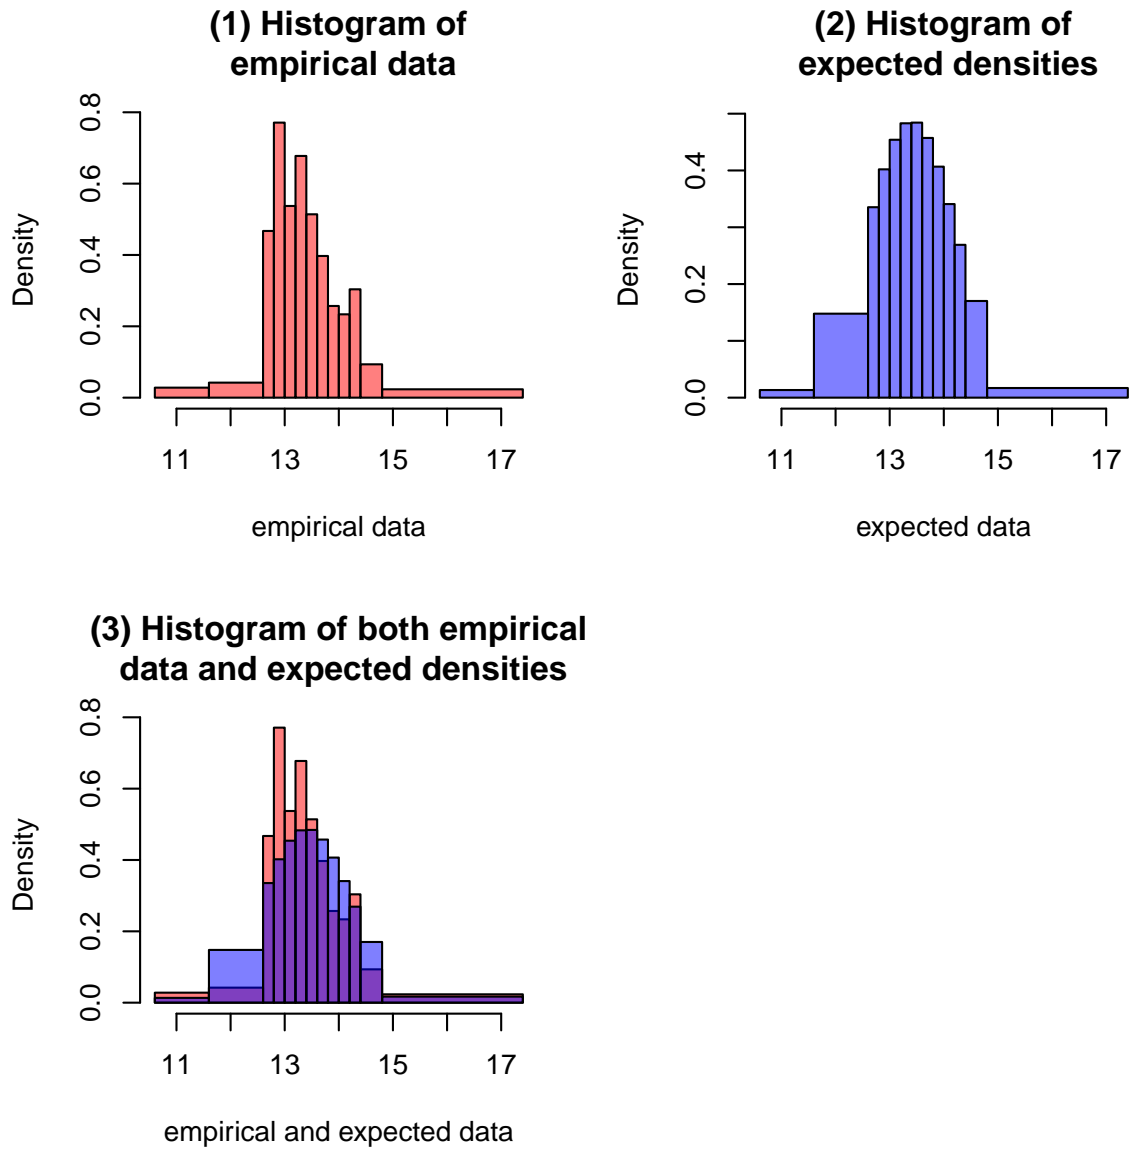 (1) Histogram of
empirical data
Density
0.0 0.2 0.4 0.6 0.8
11 13 15 17
empirical data
(2) Histogram of
expected densities
Density
0.0 0.2 0.4
11 13 15 17
expected data
(3) Histogram of both empirical
data and expected densities
Density
0.0 0.2 0.4 0.6 0.8
11 13 15 17
empirical and expected data